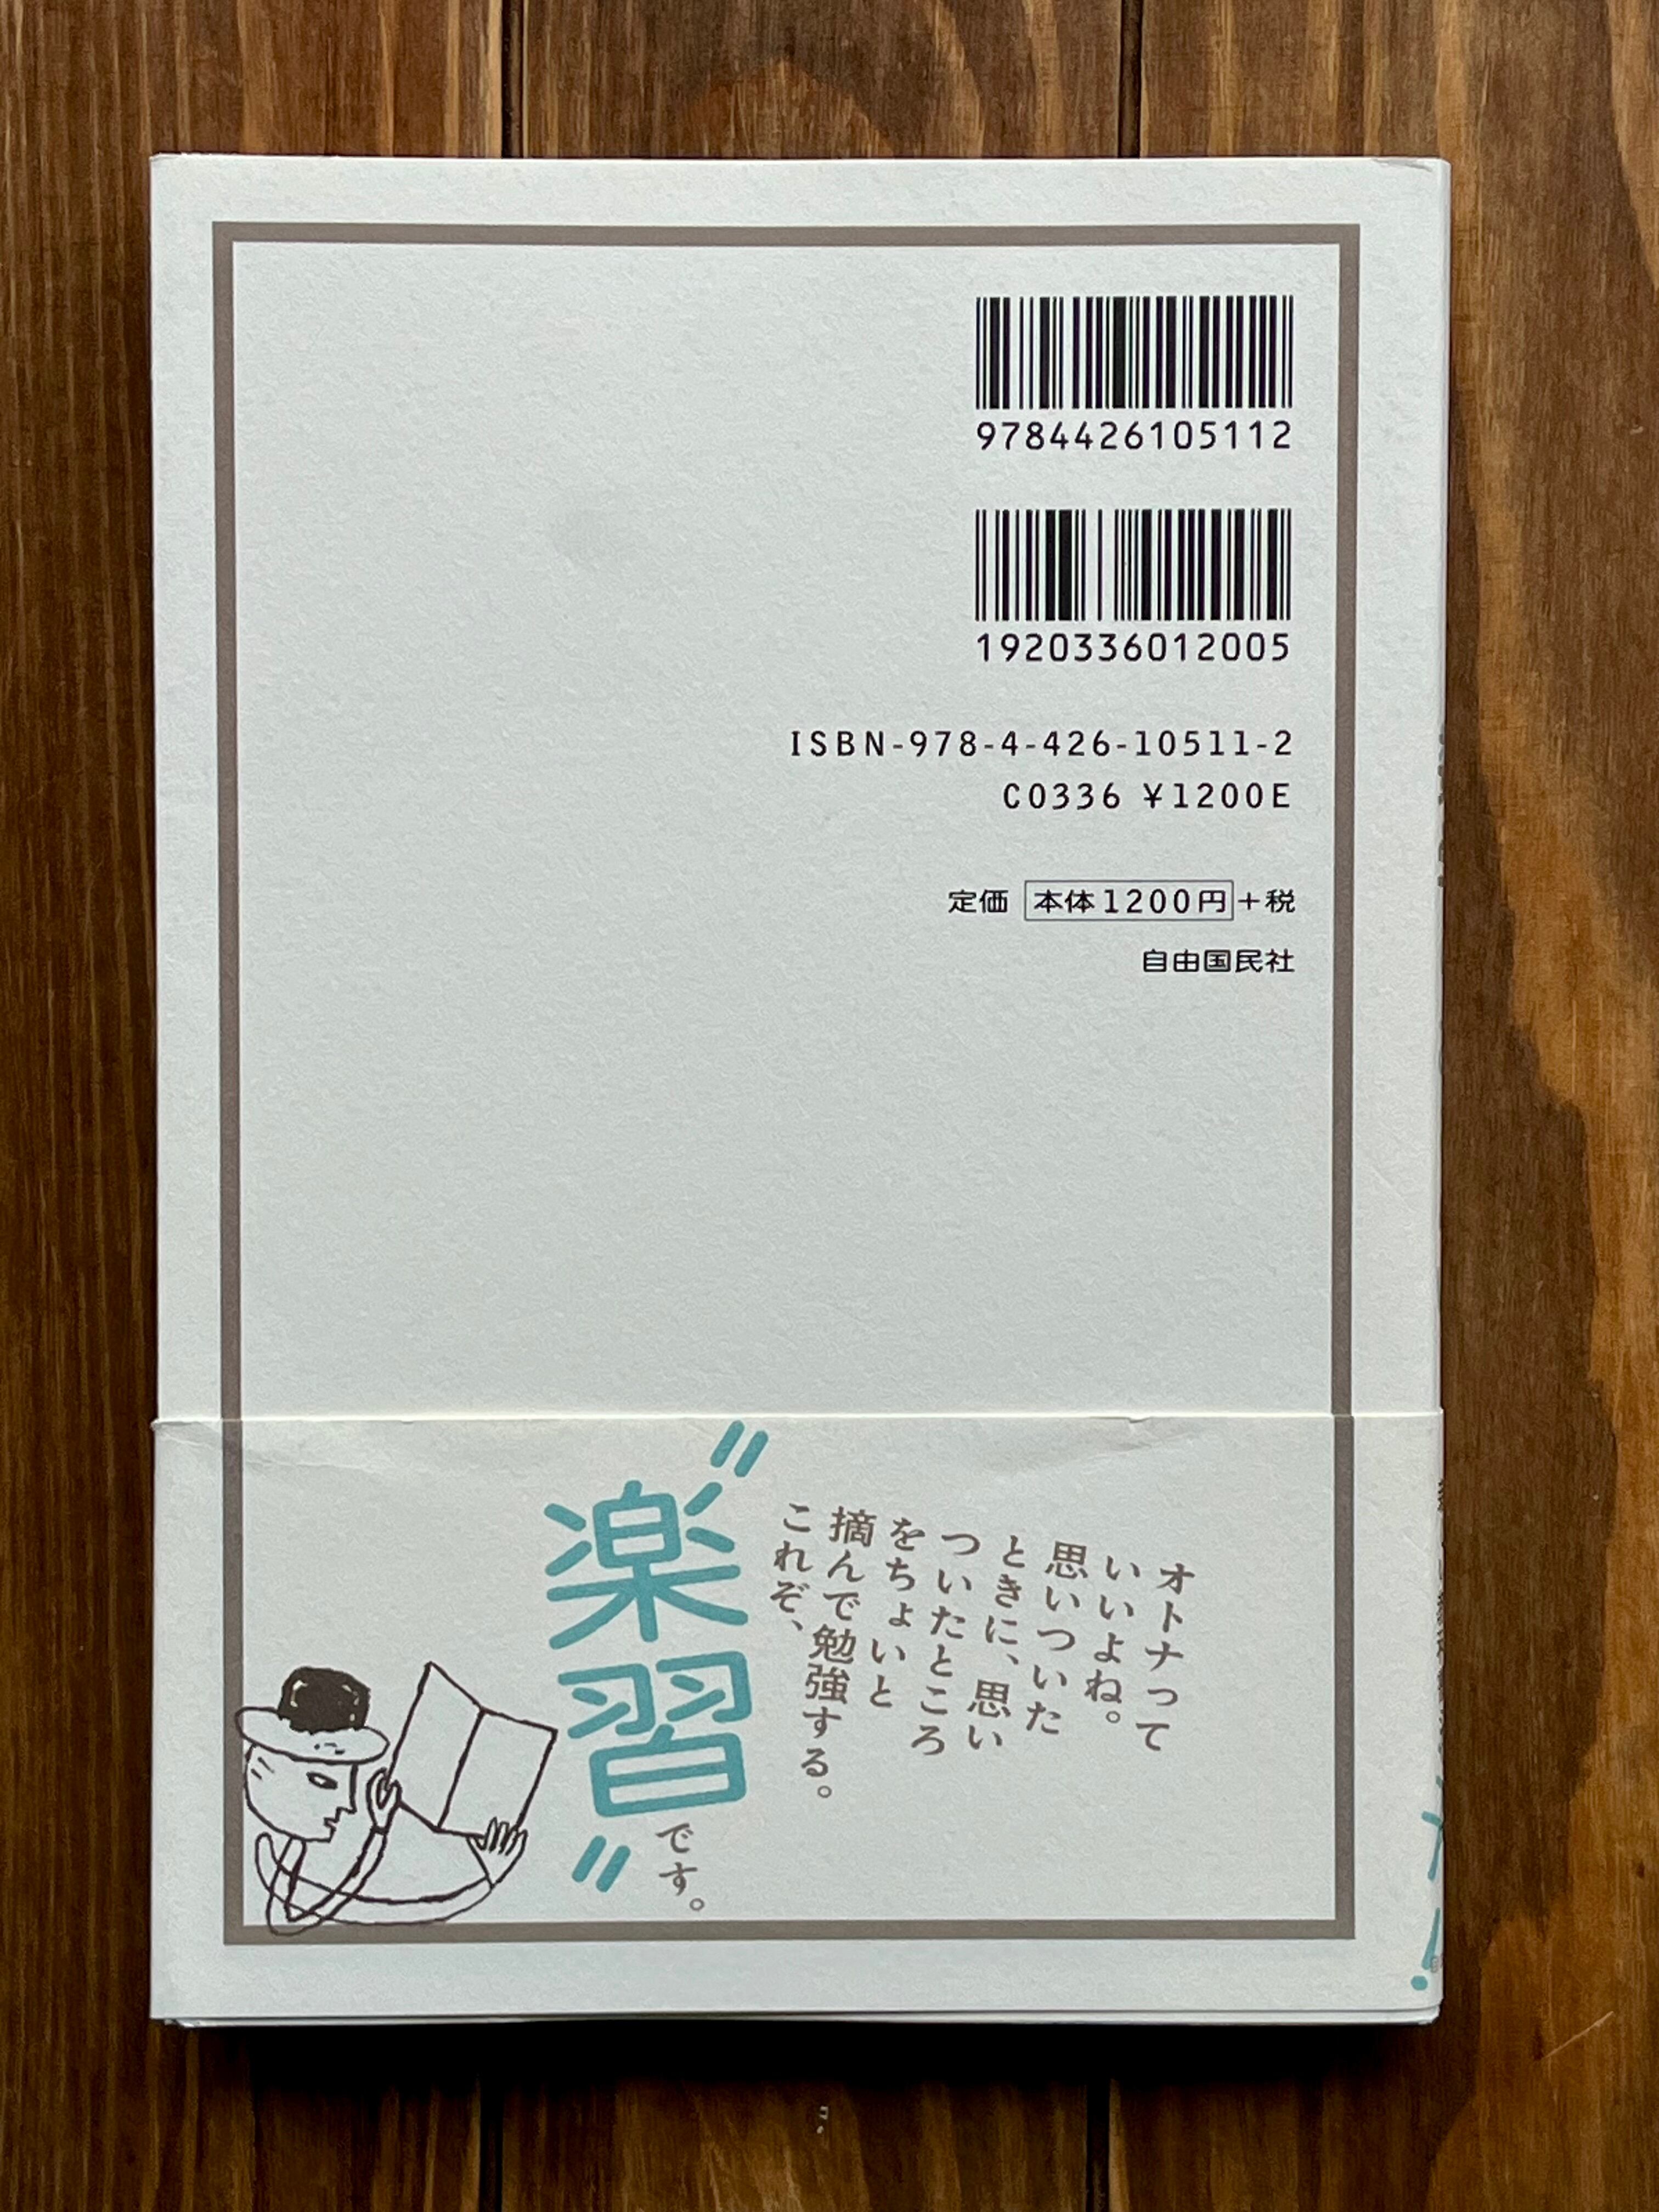 9784426105112
1920336012005
ISBN-978-4-426-10511-2
C0336 ¥1200E
定価 本体1200円+税
自由国民社
オトナって
いいよね。
思いついた
ときに、思い
ついたところ
をちょいと
摘んで勉強する。
これぞ、
"楽習"
です。